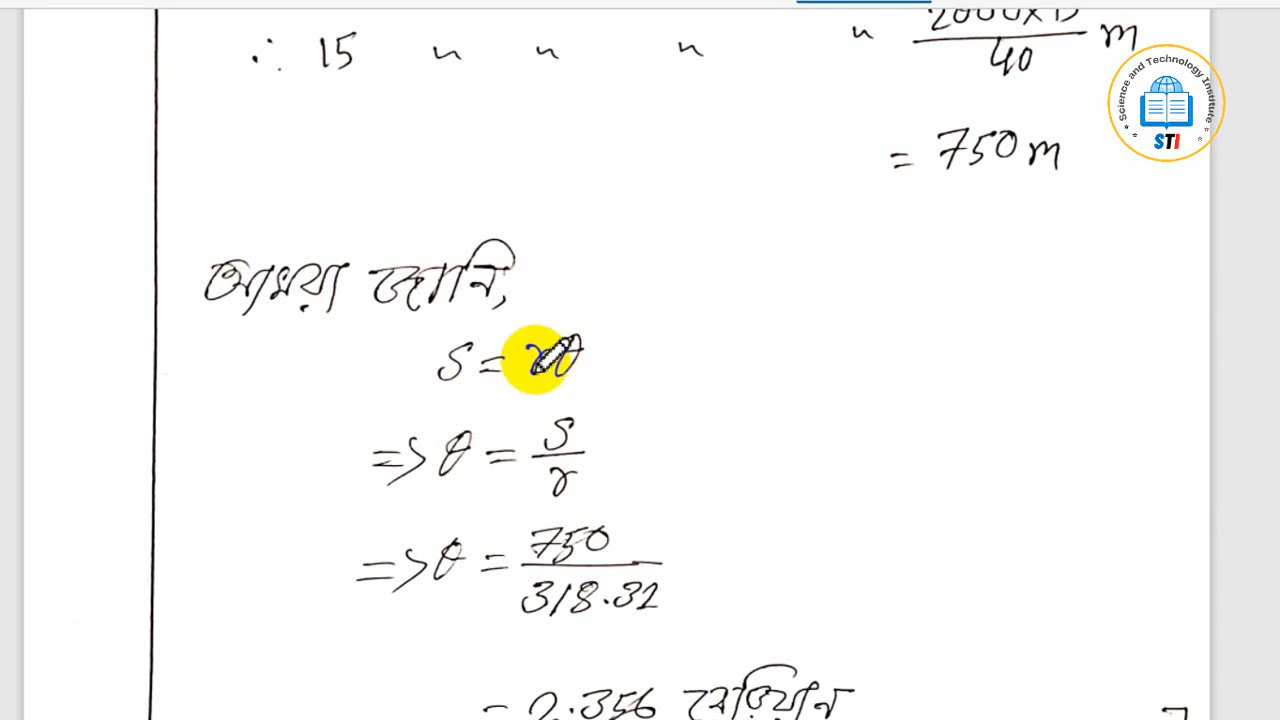 ∴ 15 " " " " 2000×15/40 m
Science and Technology Institute
STI
= 750 m
আমরা জানি,
S = rθ
=> θ = S/r
=> θ = 750/318.32
= 2.356 রেডিয়ান